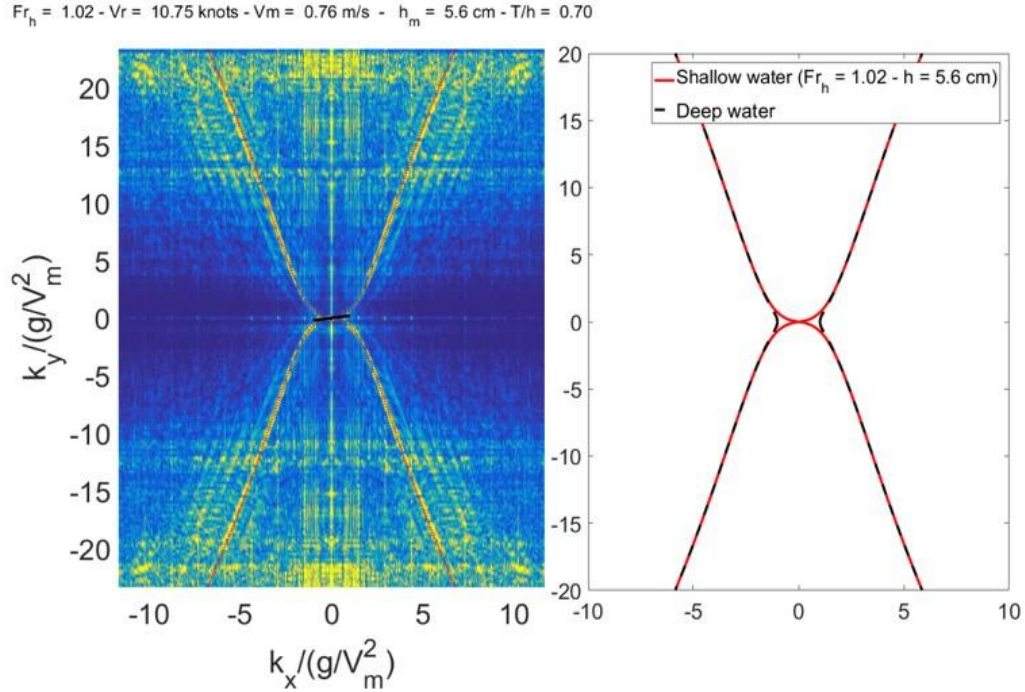 Fr_h = 1.02 - Vr = 10.75 knots - Vm = 0.76 m/s - h_m = 5.6 cm - T/h = 0.70
20
15
10
5
0
-5
-10
-15
-20
k_y/(g/V_m^2)
-10 -5 0 5 10
k_x/(g/V_m^2)
Shallow water (Fr_h = 1.02 - h = 5.6 cm)
Deep water
20
15
10
5
0
-5
-10
-15
-20
-10 -5 0 5 10